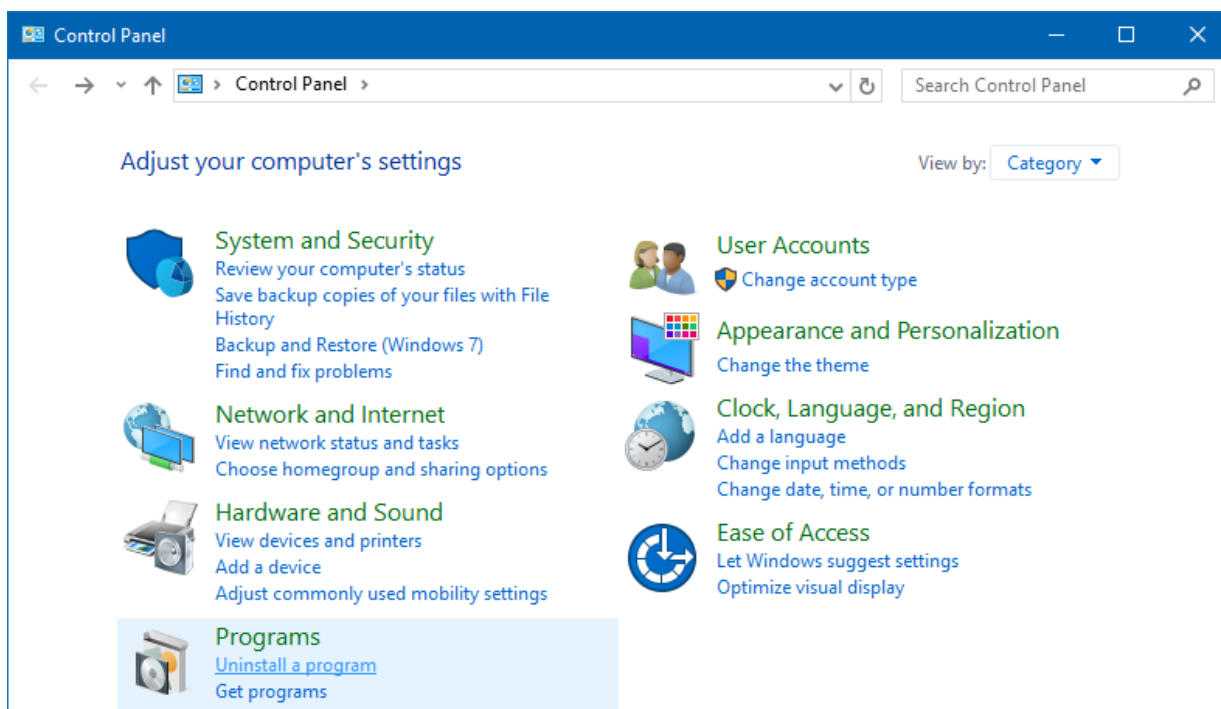 Control Panel
Control Panel
Search Control Panel
Adjust your computer's settings
View by: Category
System and Security
Review your computer's status
Save backup copies of your files with File
History
Backup and Restore (Windows 7)
Find and fix problems
Network and Internet
View network status and tasks
Choose homegroup and sharing options
Hardware and Sound
View devices and printers
Add a device
Adjust commonly used mobility settings
Programs
Uninstall a program
Get programs
User Accounts
Change account type
Appearance and Personalization
Change the theme
Clock, Language, and Region
Add a language
Change input methods
Change date, time, or number formats
Ease of Access
Let Windows suggest settings
Optimize visual display